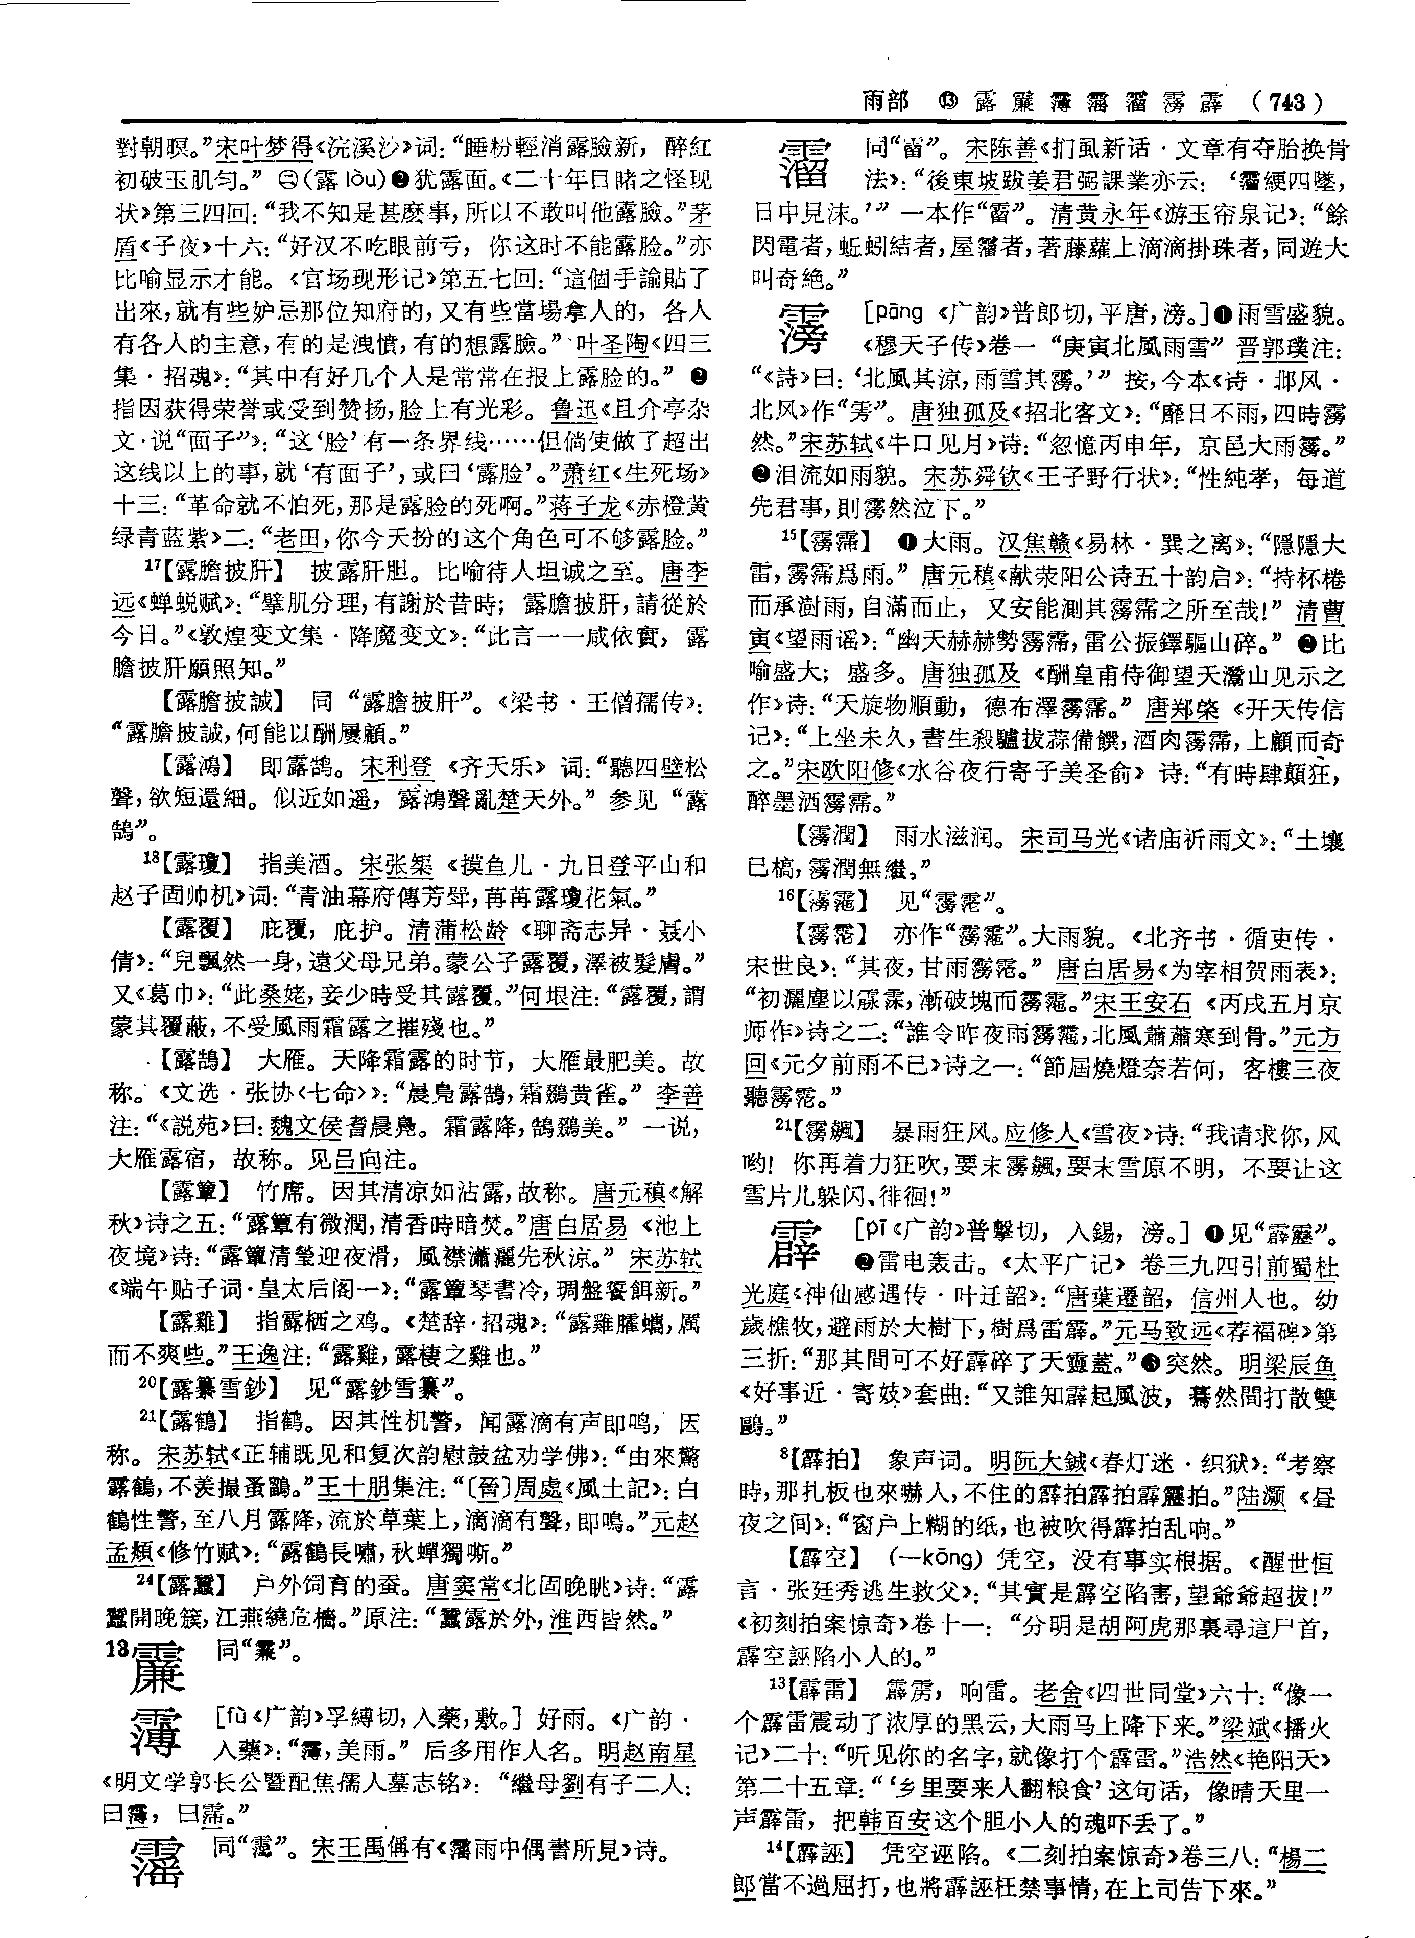 雨部 ⑬ 露 䨬 䨼 霤 霶 霹 (743)
對朝暝。”宋叶梦得《浣溪沙》词：“睡粉輕消露臉新，醉紅
初破玉肌匀。” ㊂(露 lòu)❷犹露面。《二十年目睹之怪现
状》第三四回：“我不知是甚麽事，所以不敢叫他露臉。”茅
盾《子夜》十六：“好汉不吃眼前亏，你这时不能露脸。”亦
比喻显示才能。《官场现形记》第五七回：“這個手諭貼了
出來，就有些妒忌那位知府的，又有些當場拿人的，各人
有各人的主意，有的是洩憤，有的想露臉。”叶圣陶《四三
集·招魂》：“其中有好几个人是常常在报上露脸的。” ❷
指因获得荣誉或受到赞扬，脸上有光彩。鲁迅《且介亭杂
文·说“面子”》：“这‘脸’有一条界线……但倘使做了超出
这线以上的事，就‘有面子’，或曰‘露脸’。”萧红《生死场》
十三：“革命就不怕死，那是露脸的死啊。”蒋子龙《赤橙黄
绿青蓝紫》二：“老田，你今天扮的这个角色可不够露脸。”
17【露膽披肝】 披露肝胆。比喻待人坦诚之至。唐李
远《蝉蜕赋》：“擘肌分理，有謝於昔時；露膽披肝，請從於
今日。”《敦煌变文集·降魔变文》：“此言一一咸依實，露
膽披肝願照知。”
【露膽披誠】 同“露膽披肝”。《梁书·王僧孺传》：
“露膽披誠，何能以酬屢顧。”
【露鴻】 即露鹄。宋利登《齐天乐》词：“聽四壁松
聲，欲短還細。似近如遥，露鴻聲亂楚天外。”参见“露
鹄”。
18【露瓊】 指美酒。宋张榘《摸鱼儿·九日登平山和
赵子固帅机》词：“青油幕府傳芳斝，苒苒露瓊花氣。”
【露覆】 庇覆，庇护。清蒲松龄《聊斋志异·聂小
倩》：“兒飄然一身，遠父母兄弟。蒙公子露覆，澤被髮膚。”
又《葛巾》：“此桑姥，妾少時受其露覆。”何垠注：“露覆，謂
蒙其覆蔽，不受風雨霜露之摧殘也。”
【露鵠】 大雁。天降霜露的时节，大雁最肥美。故
称。《文选·张协〈七命〉》：“晨鳧露鵠，霜鵽黄雀。”李善
注：“《説苑》曰：魏文侯耆晨鳧。霜露降，鵠鵽美。” 一说，
大雁露宿，故称。见吕向注。
【露簟】 竹席。因其清凉如沾露，故称。唐元稹《解
秋》诗之五：“露簟有微潤，清香時暗焚。”唐白居易《池上
夜境》诗：“露簟清瑩迎夜滑，風襟瀟灑先秋涼。” 宋苏轼
《端午贴子词·皇太后阁一》：“露簟琴書冷，琱盤餈餌新。”
【露雞】 指露栖之鸡。《楚辞·招魂》：“露雞臛蠵，厲
而不爽些。”王逸注：“露雞，露棲之雞也。”
20【露纂雪鈔】 见“露鈔雪纂”。
21【露鶴】 指鹤。因其性机警，闻露滴有声即鸣，因
称。宋苏轼《正辅既见和复次韵慰鼓盆劝学佛》：“由來驚
露鶴，不羡撮蚤鶹。”王十朋集注：“〔晉〕周處《風土記》：白
鶴性警，至八月露降，流於草葉上，滴滴有聲，即鳴。”元赵
孟頫《修竹赋》：“露鶴長嘯，秋蟬獨嘶。”
24【露蠶】 户外饲育的蚕。唐窦常《北固晚眺》诗：“露
蠶開晚簇，江燕繞危檣。”原注：“蠶露於外，淮西皆然。”
13 䨬 同“䨬”。
䨼 [fù《广韵》孚縛切，入藥，敷。] 好雨。《广韵·
入藥》：“䨼，美雨。” 后多用作人名。明赵南星
《明文学郭长公暨配焦孺人墓志铭》：“繼母劉有子二人：
曰䨼，曰霈。”
同“霪”。宋王禹偁有《雨中偶書所見》诗。
同“霤”。宋陈善《扪虱新话·文章有夺胎换骨
法》：“後東坡跋姜君弼課業亦云：‘綆四墜，
日中見沫。’” 一本作“霤”。清黄永年《游玉帘泉记》：“餘
閃電者，蚯蚓結者，屋者，著藤蘿上滴滴掛珠者，同遊大
叫奇絶。”
霶 [pāng《广韵》普郎切，平唐，滂。]❶雨雪盛貌。
《穆天子传》卷一“庚寅北風雨雪”晋郭璞注：
“《詩》曰：‘北風其涼，雨雪其霶。’” 按，今本《诗·邶风·
北风》作“雱”。唐独孤及《招北客文》：“靡日不雨，四時霶
然。”宋苏轼《牛口见月》诗：“忽憶丙申年，京邑大雨霶。”
❷泪流如雨貌。宋苏舜钦《王子野行状》：“性純孝，每道
先君事，則霶然泣下。”
15【霶霈】 ❶大雨。汉焦赣《易林·巽之离》：“隱隱大
雷，霶霈爲雨。” 唐元稹《献荥阳公诗五十韵启》：“持杯棬
而承澍雨，自滿而止，又安能測其霶霈之所至哉！” 清曹
寅《望雨谣》：“幽天赫赫勢霶霈，雷公振鐸驅山碎。” ❷比
喻盛大；盛多。唐独孤及《酬皇甫侍御望天灊山见示之
作》诗：“天旋物順動，德布澤霶霈。” 唐郑棨《开天传信
记》：“上坐未久，書生殺驢拔蒜備饌，酒肉霶霈，上顧而奇
之。”宋欧阳修《水谷夜行寄子美圣俞》诗：“有時肆顛狂，
醉墨洒霶霈。”
【霶潤】 雨水滋润。宋司马光《诸庙祈雨文》：“土壤
已槁，霶潤無繼。”
16【霶霳】 见“霶霑”。
【霶霑】 亦作“霶”。大雨貌。《北齐书·循吏传·
宋世良》：“其夜，甘雨霶。” 唐白居易《为宰相贺雨表》：
“初灑塵以霡霂，漸破塊而霶。”宋王安石《丙戌五月京
师作》诗之二：“誰令昨夜雨霶，北風蕭蕭寒到骨。”元方
回《元夕前雨不已》诗之一：“節屆燒燈奈若何，客樓三夜
聽霶。”
21【霶飆】 暴雨狂风。应修人《雪夜》诗：“我请求你，风
哟！你再着力狂吹，要末霶飆，要末雪原不明，不要让这
雪片儿躲闪、徘徊！”
霹 [pī《广韵》普擊切，入錫，滂。] ❶见“霹靂”。
❷雷电轰击。《太平广记》卷三九四引前蜀杜
光庭《神仙感遇传·叶迁韶》：“唐葉遷韶，信州人也。幼
歲樵牧，避雨於大樹下，樹爲雷霹。”元马致远《荐福碑》第
三折：“那其間可不好霹碎了天靈蓋。”❸突然。明梁辰鱼
《好事近·寄妓》套曲：“又誰知霹起風波，驀然間打散雙
鷗。”
8【霹拍】 象声词。明阮大鋮《春灯迷·织狱》：“考察
時，那扎板也來嚇人，不住的霹拍霹拍霹靂拍。”陆灏《昼
夜之间》：“窗户上糊的纸，也被吹得霹拍乱响。”
【霹空】 (—kōng) 凭空，没有事实根据。《醒世恒
言·张廷秀逃生救父》：“其實是霹空陷害，望爺爺超拔！”
《初刻拍案惊奇》卷十一：“分明是胡阿虎那裏尋這尸首，
霹空誣陷小人的。”
13【霹雷】 霹雳，响雷。老舍《四世同堂》六十：“像一
个霹雷震动了浓厚的黑云，大雨马上降下来。”梁斌《播火
记》二十：“听见你的名字，就像打个霹雷。”浩然《艳阳天》
第二十五章：“‘乡里要来人翻粮食’这句话，像晴天里一
声霹雷，把韩百安这个胆小人的魂吓丢了。”
14【霹誣】 凭空诬陷。《二刻拍案惊奇》卷三八：“楊二
郎當不過屈打，也將霹誣枉禁事情，在上司告下來。”